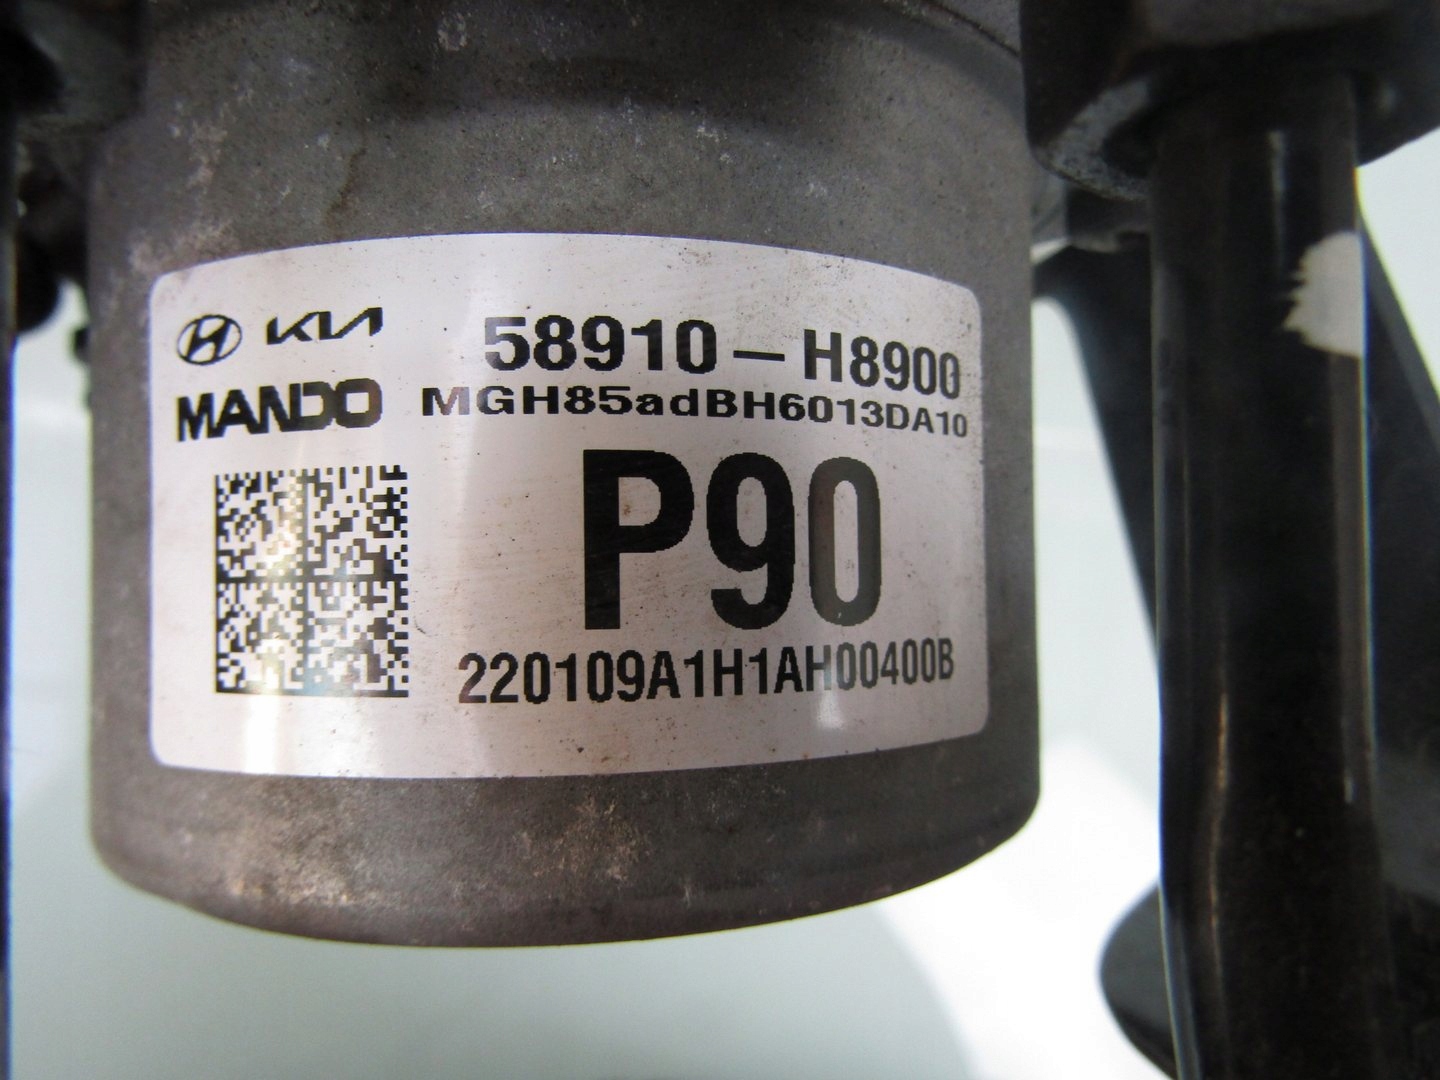 KIA 58910 – H8900
MANDO MGH85adBH6013DA10
P90
220109A1H1AH00400B